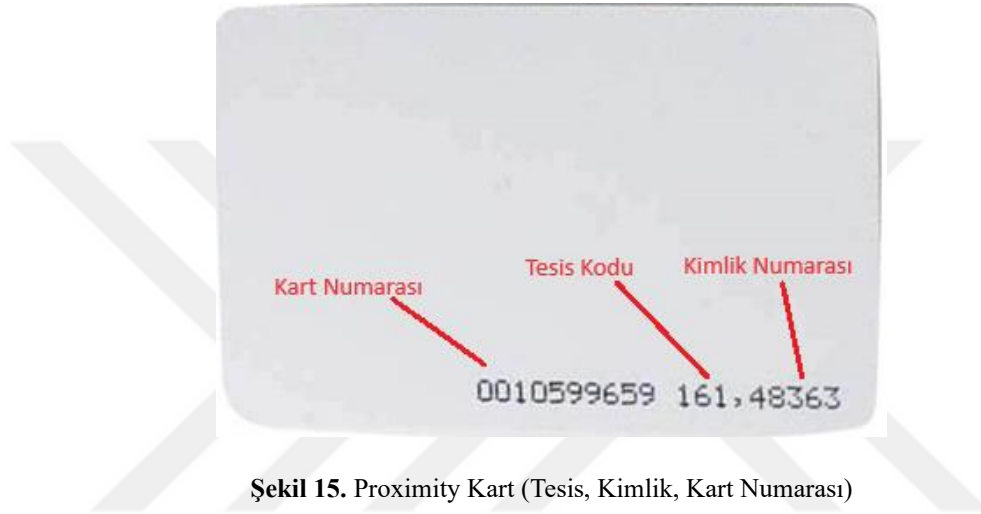 Tesis Kodu Kimlik Numarası
Kart Numarası
0010599659 161,48363
Şekil 15. Proximity Kart (Tesis, Kimlik, Kart Numarası)